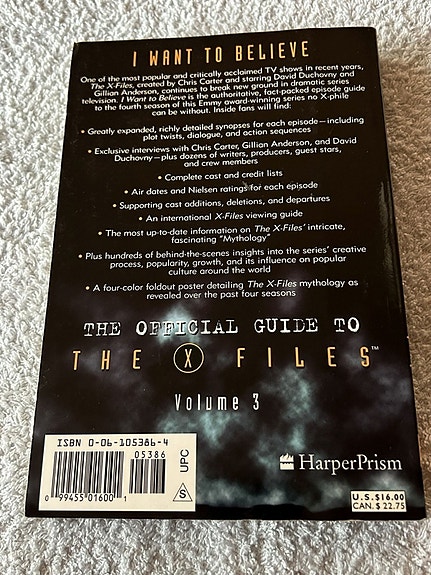 I WANT TO BELIEVE
One of the most popular and critically acclaimed TV shows in recent years,
The X-Files, created by Chris Carter and starring David Duchovny and
Gillian Anderson, continues to break new ground in dramatic series
television. I Want to Believe is the authoritative, fact-packed episode guide
to the fourth season of this Emmy award-winning series no X-phile
can be without. Inside fans will find:
• Greatly expanded, richly detailed synopses for each episode—including
plot twists, dialogue, and action sequences
• Exclusive interviews with Chris Carter, Gillian Anderson, and David
Duchovny—plus dozens of writers, producers, guest stars,
and crew members
• Complete cast and credit lists
• Air dates and Nielsen ratings for each episode
• Supporting cast additions, deletions, and departures
• An international X-Files viewing guide
• The most up-to-date information on The X-Files' intricate,
fascinating "Mythology"
• Plus hundreds of behind-the-scenes insights into the series' creative
process, popularity, growth, and its influence on popular
culture around the world
• A four-color foldout poster detailing The X-Files mythology as
revealed over the past four seasons
THE OFFICIAL GUIDE TO
THE X FILES™
Volume 3
ISBN 0-06-105386-4
05386
0 99455 01600 1
UPC
S
HarperPrism
U.S. $16.00
CAN. $ 22.75